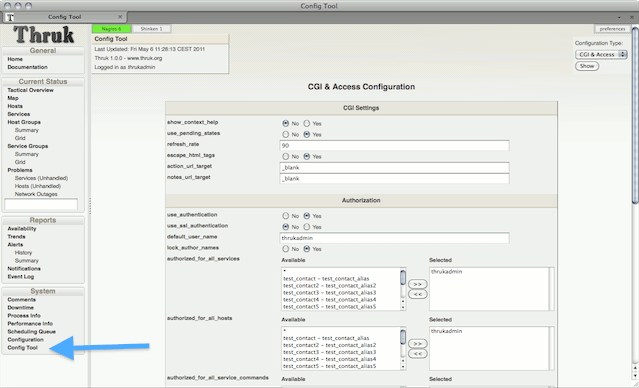 Config Tool
T Config Tool
Thruk
General
Home
Documentation
Current Status
Tactical Overview
Map
Hosts
Services
Host Groups
Summary
Grid
Service Groups
Summary
Grid
Problems
Services (Unhandled)
Hosts (Unhandled)
Network Outages
Reports
Availability
Trends
Alerts
History
Summary
Notifications
Event Log
System
Comments
Downtime
Process Info
Performance Info
Scheduling Queue
Configuration
Config Tool
Nagros 6 Shinken 1 preferences
Config Tool
Last Updated: Fri May 6 11:28:13 CEST 2011
Thruk 1.0.0 - www.thruk.org
Logged in as thrukadmin
Configuration Type:
CGI & Access
Show
CGI & Access Configuration
CGI Settings
show_context_help No Yes
use_pending_states No Yes
refresh_rate 90
escape_html_tags No Yes
action_url_target _blank
notes_url_target _blank
Authorization
use_authentication No Yes
use_ssl_authentication No Yes
default_user_name thrukadmin
lock_author_names No Yes
authorized_for_all_services Available Selected
*
test_contact - test_contact_alias
test_contact2 - test_contact_alias2
test_contact3 - test_contact_alias3
test_contact4 - test_contact_alias4
test_contact5 - test_contact_alias5
>>
<<
thrukadmin
authorized_for_all_hosts Available Selected
*
test_contact - test_contact_alias
test_contact2 - test_contact_alias2
test_contact3 - test_contact_alias3
test_contact4 - test_contact_alias4
test_contact5 - test_contact_alias5
>>
<<
thrukadmin
authorized_for_all_service_commands Available Selected